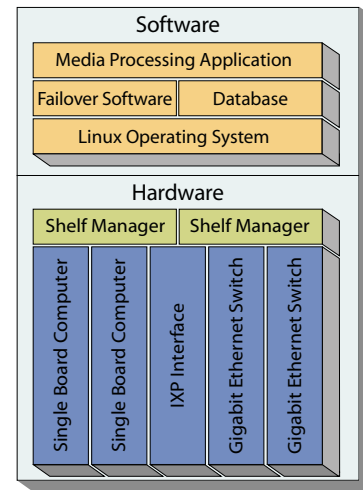 Software
Media Processing Application
Failover Software
Database
Linux Operating System
Hardware
Shelf Manager
Shelf Manager
Single Board Computer
Single Board Computer
IXP Interface
Gigabit Ethernet Switch
Gigabit Ethernet Switch